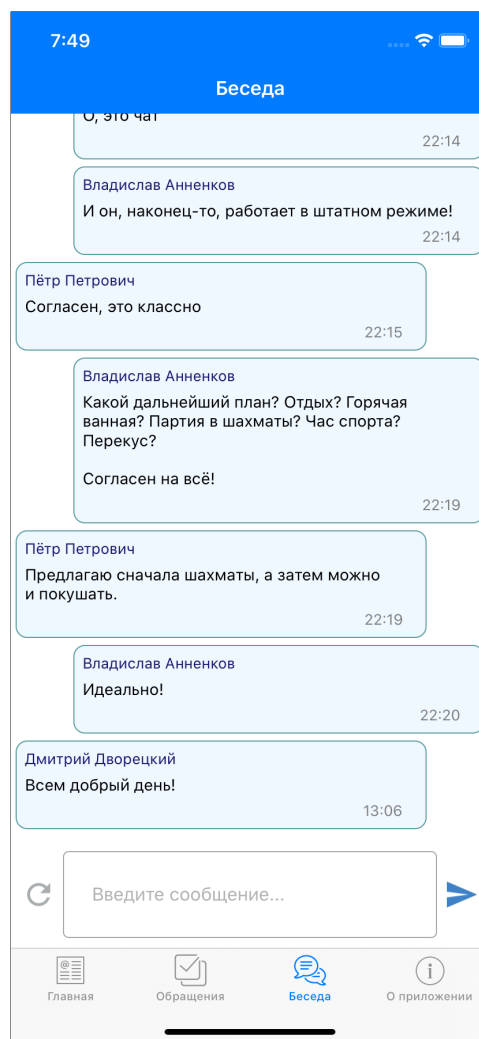 7:49
Беседа
О, это чат
22:14
Владислав Анненков
И он, наконец-то, работает в штатном режиме!
22:14
Пётр Петрович
Согласен, это классно
22:15
Владислав Анненков
Какой дальнейший план? Отдых? Горячая
ванная? Партия в шахматы? Час спорта?
Перекус?
Согласен на всё!
22:19
Пётр Петрович
Предлагаю сначала шахматы, а затем можно
и покушать.
22:19
Владислав Анненков
Идеально!
22:20
Дмитрий Дворецкий
Всем добрый день!
13:06
Введите сообщение...
Главная
Обращения
Беседа
О приложении